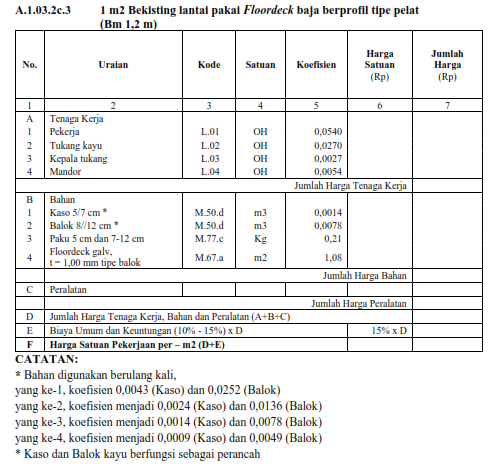 A.1.03.2c.3 1 m2 Bekisting lantai pakai Floordeck baja berprofil tipe pelat
(Bm 1,2 m)
No. Uraian Kode Satuan Koefisien Harga Satuan (Rp) Jumlah Harga (Rp)
1 2 3 4 5 6 7
A Tenaga Kerja
1 Pekerja L.01 OH 0,0540
2 Tukang kayu L.02 OH 0,0270
3 Kepala tukang L.03 OH 0,0027
4 Mandor L.04 OH 0,0054
Jumlah Harga Tenaga Kerja
B Bahan
1 Kaso 5/7 cm * M.50.d m3 0,0014
2 Balok 8//12 cm * M.50.d m3 0,0078
3 Paku 5 cm dan 7-12 cm M.77.c Kg 0,21
4 Floordeck galv, t = 1,00 mm tipe balok M.67.a m2 1,08
Jumlah Harga Bahan
C Peralatan
Jumlah Harga Peralatan
D Jumlah Harga Tenaga Kerja, Bahan dan Peralatan (A+B+C)
E Biaya Umum dan Keuntungan (10% - 15%) x D 15% x D
F Harga Satuan Pekerjaan per – m2 (D+E)
CATATAN:
* Bahan digunakan berulang kali,
yang ke-1, koefisien 0,0043 (Kaso) dan 0,0252 (Balok)
yang ke-2, koefisien menjadi 0,0024 (Kaso) dan 0,0136 (Balok)
yang ke-3, koefisien menjadi 0,0014 (Kaso) dan 0,0078 (Balok)
yang ke-4, koefisien menjadi 0,0009 (Kaso) dan 0,0049 (Balok)
* Kaso dan Balok kayu berfungsi sebagai perancah